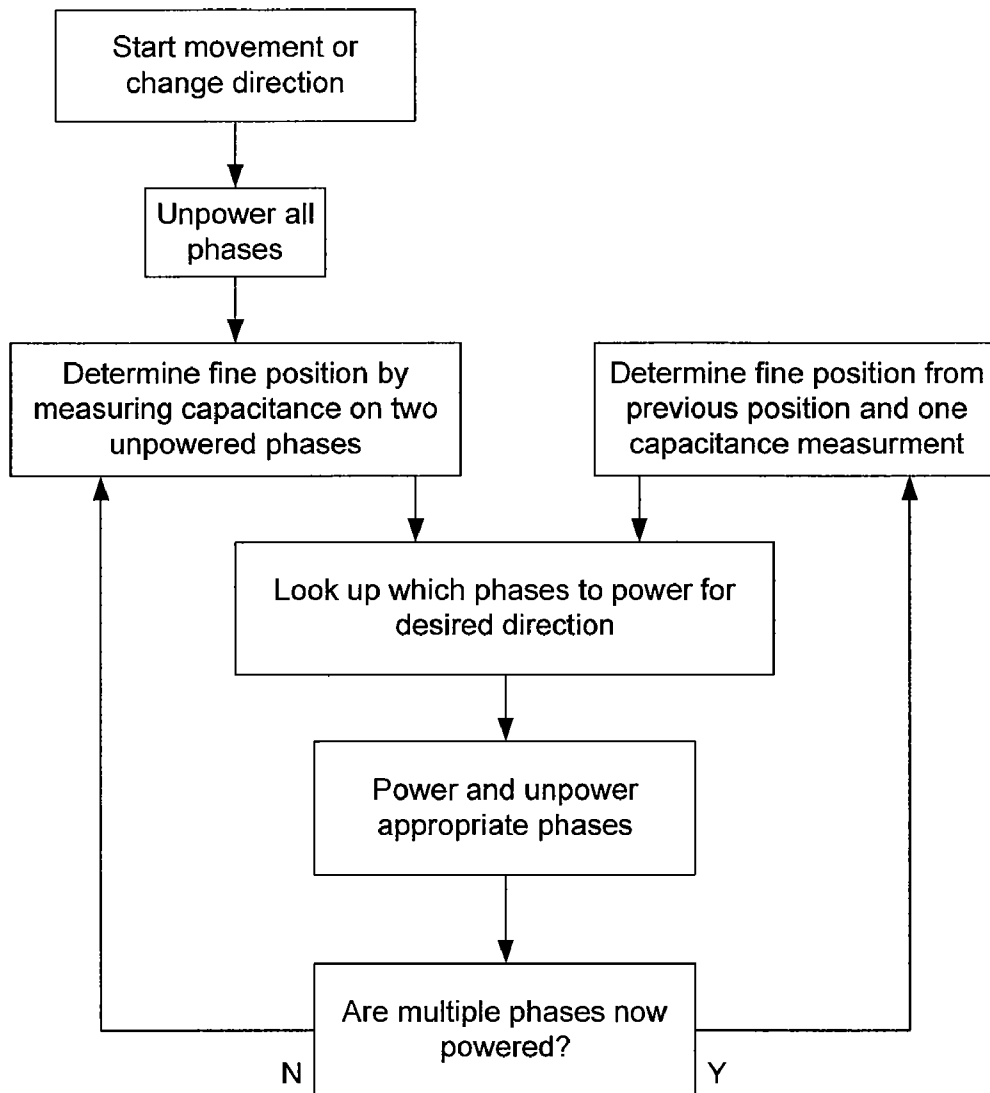 Start movement or
change direction
Unpower all
phases
Determine fine position by
measuring capacitance on two
unpowered phases
Determine fine position from
previous position and one
capacitance measurment
Look up which phases to power for
desired direction
Power and unpower
appropriate phases
Are multiple phases now
powered?
N
Y